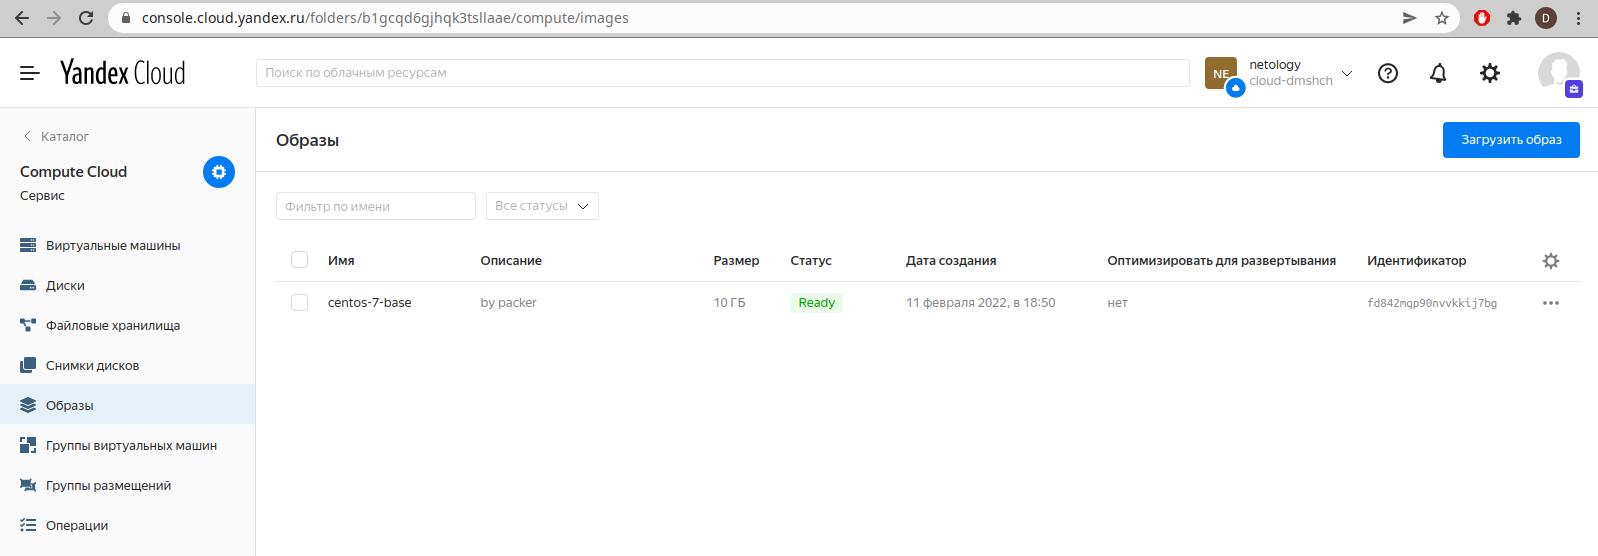 console.cloud.yandex.ru/folders/b1gcqd6gjhqk3tsllaae/compute/images
D
Yandex Cloud
Поиск по облачным ресурсам
NE
netology
cloud-dmshch
Каталог
Compute Cloud
Сервис
Виртуальные машины
Диски
Файловые хранилища
Снимки дисков
Образы
Группы виртуальных машин
Группы размещений
Операции
Образы
Загрузить образ
Фильтр по имени
Все статусы
Имя Описание Размер Статус Дата создания Оптимизировать для развертывания Идентификатор
centos-7-base by packer 10 ГБ Ready 11 февраля 2022, в 18:50 нет fd842mqp90nvvkkij7bg